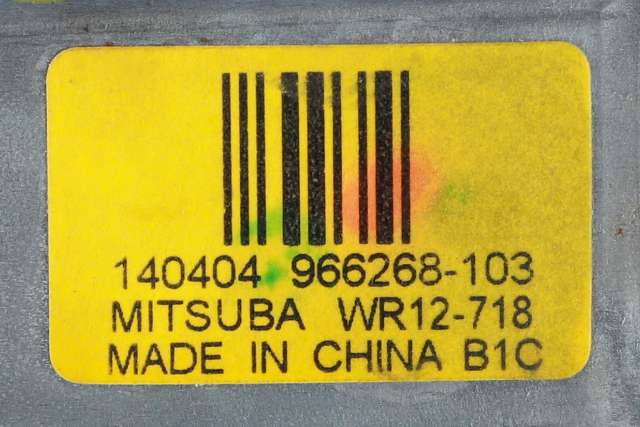 140404 966268-103
MITSUBA WR12-718
MADE IN CHINA B1C